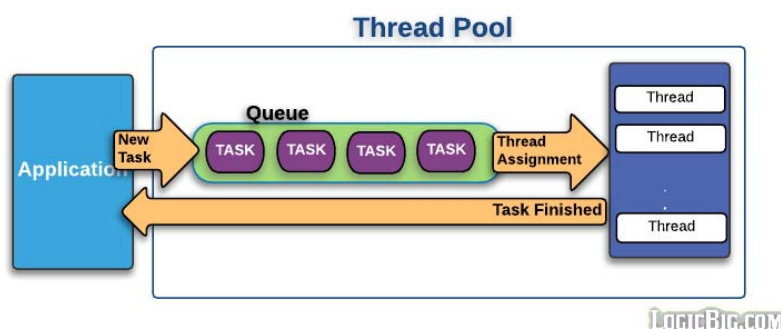 Thread Pool
Queue
Application
New
Task
TASK
TASK
TASK
TASK
Thread
Assignment
Thread
Thread
.
.
Thread
Task Finished
LOGICBIG.COM